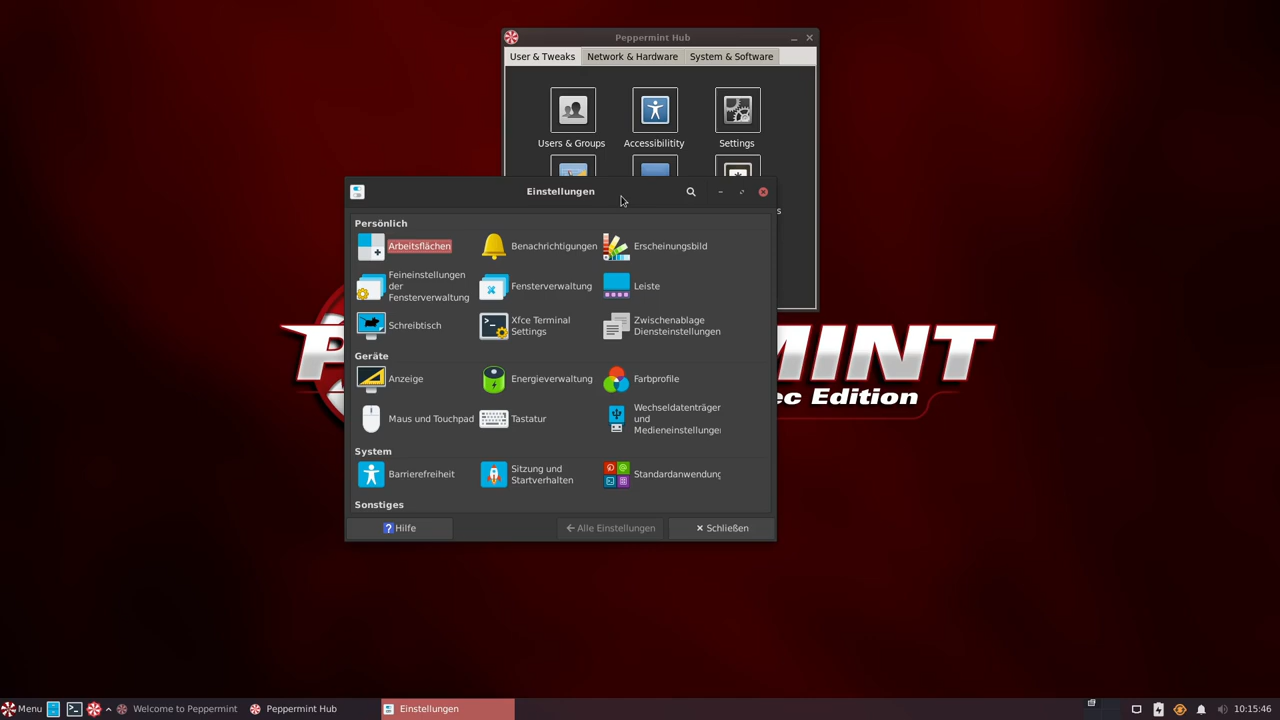 Peppermint Hub
User & Tweaks Network & Hardware System & Software
Users & Groups Accessibilitity Settings
Einstellungen
s
Persönlich
Arbeitsflächen Benachrichtigungen Erscheinungsbild
Feineinstellungen
der
Fensterverwaltung
Fensterverwaltung Leiste
Schreibtisch
Xfce Terminal
Settings
Zwischenablage
Diensteinstellungen
Geräte
Anzeige Energieverwaltung Farbprofile
Maus und Touchpad Tastatur
Wechseldatenträger
und
Medieneinstellunge
System
Barrierefreiheit
Sitzung und
Startverhalten
Standardanwendung
Sonstiges
Hilfe Alle Einstellungen Schließen
P MINT
ec Edition
Menu Welcome to Peppermint Peppermint Hub Einstellungen 10:15:46